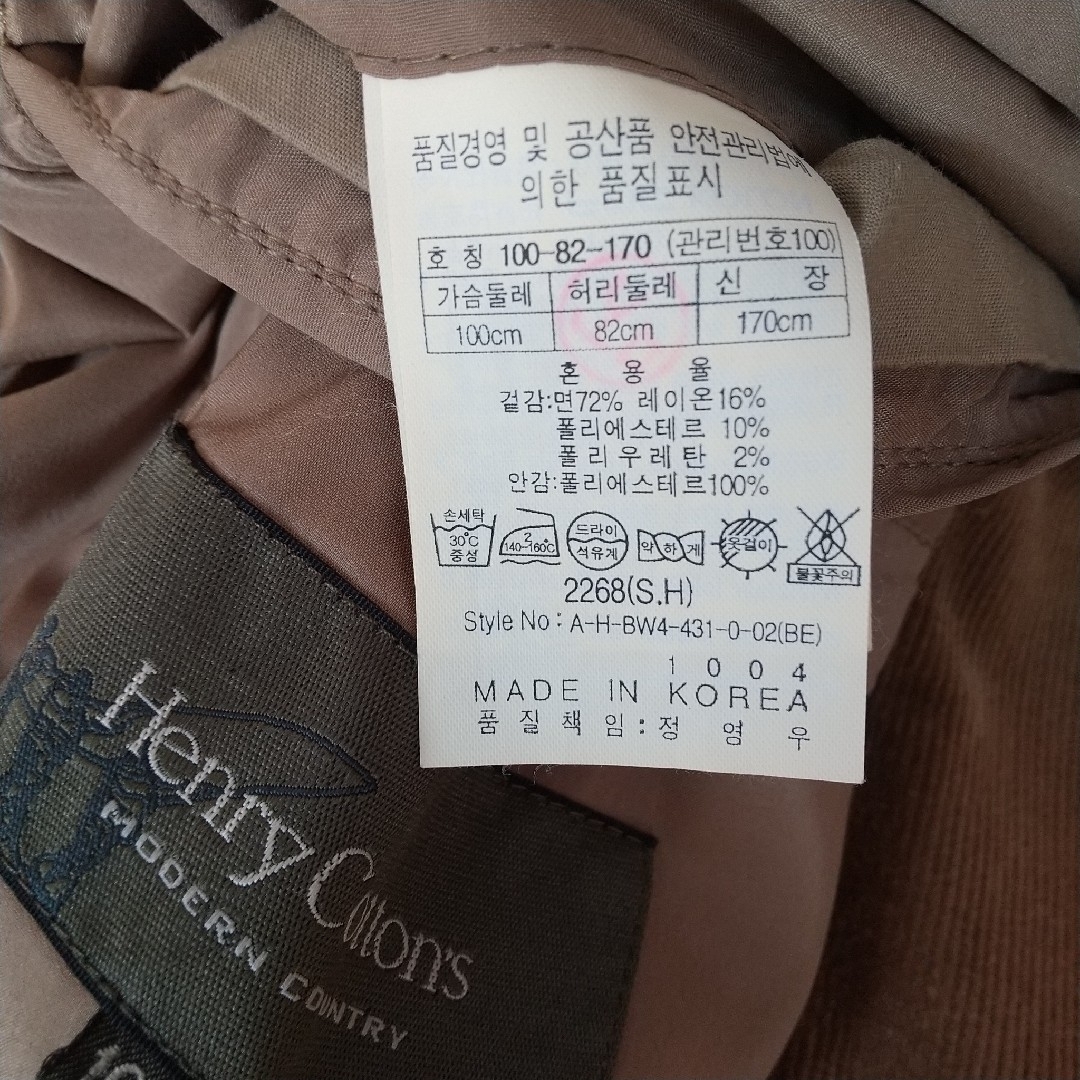 품질경영 및 공산품 안전관리법에
의한 품질표시
호 칭 100-82-170 (관리번호100)
가슴둘레 허리둘레 신 장
100cm 82cm 170cm
혼 용 율
겉감:면72% 레이온16%
폴리에스테르 10%
폴리우레탄 2%
안감:폴리에스테르100%
손세탁 30℃ 중성
2 140~160℃
드라이 석유계
약하게
옷걸이
불꽃주의
2268(S.H)
Style No : A-H-BW4-431-0-02(BE)
1004
MADE IN KOREA
품 질 책 임 : 정 영 우
Henry Cotton's
MODERN COUNTRY